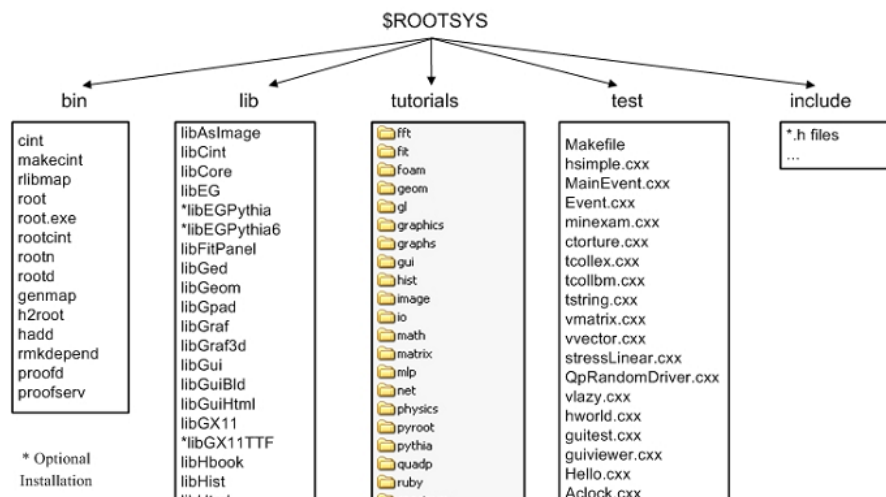 $ROOTSYS
bin
lib
tutorials
test
include
cint
makecint
rlibmap
root
root.exe
rootcint
rootn
rootd
genmap
h2root
hadd
rmkdepend
proofd
proofserv
* Optional
Installation
libAsImage
libCint
libCore
libEG
*libEGPythia
*libEGPythia6
libFitPanel
libGed
libGeom
libGpad
libGraf
libGraf3d
libGui
libGuiBld
libGuiHtml
libGX11
*libGX11TTF
libHbook
libHist
fft
fit
foam
geom
gl
graphics
graphs
gui
hist
image
io
math
matrix
mlp
net
physics
pyroot
pythia
quadp
ruby
Makefile
hsimple.cxx
MainEvent.cxx
Event.cxx
minexam.cxx
ctorture.cxx
tcollex.cxx
tcollbm.cxx
tstring.cxx
vmatrix.cxx
vvector.cxx
stressLinear.cxx
QpRandomDriver.cxx
vlazy.cxx
hworld.cxx
guitest.cxx
guiviewer.cxx
Hello.cxx
Aclock.cxx
*.h files
...